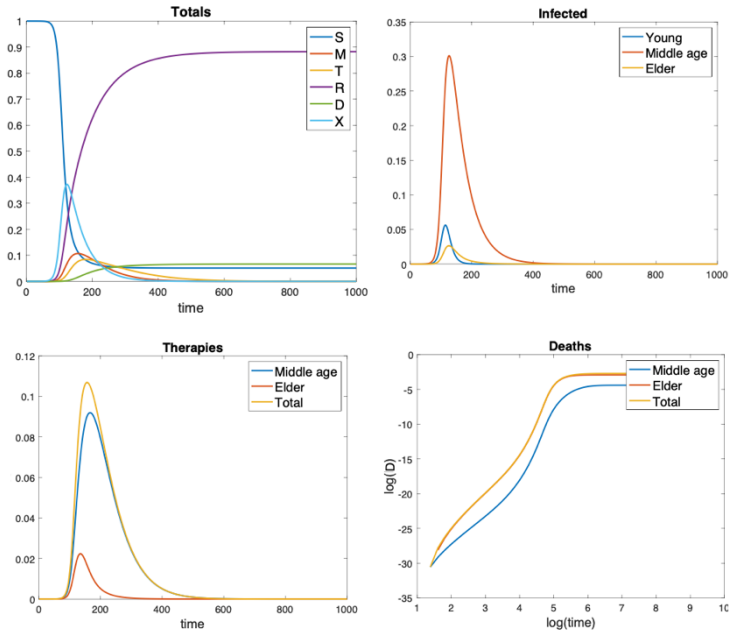 Totals
1
0.9
0.8
0.7
0.6
0.5
0.4
0.3
0.2
0.1
0
0 200 400 600 800 1000
time
S
M
T
R
D
X
Infected
0.35
0.3
0.25
0.2
0.15
0.1
0.05
0
0 200 400 600 800 1000
time
Young
Middle age
Elder
Therapies
0.12
0.1
0.08
0.06
0.04
0.02
0
0 200 400 600 800 1000
time
Middle age
Elder
Total
Deaths
0
-5
-10
-15
-20
-25
-30
-35
log(D)
1 2 3 4 5 6 7 8 9 10
log(time)
Middle age
Elder
Total